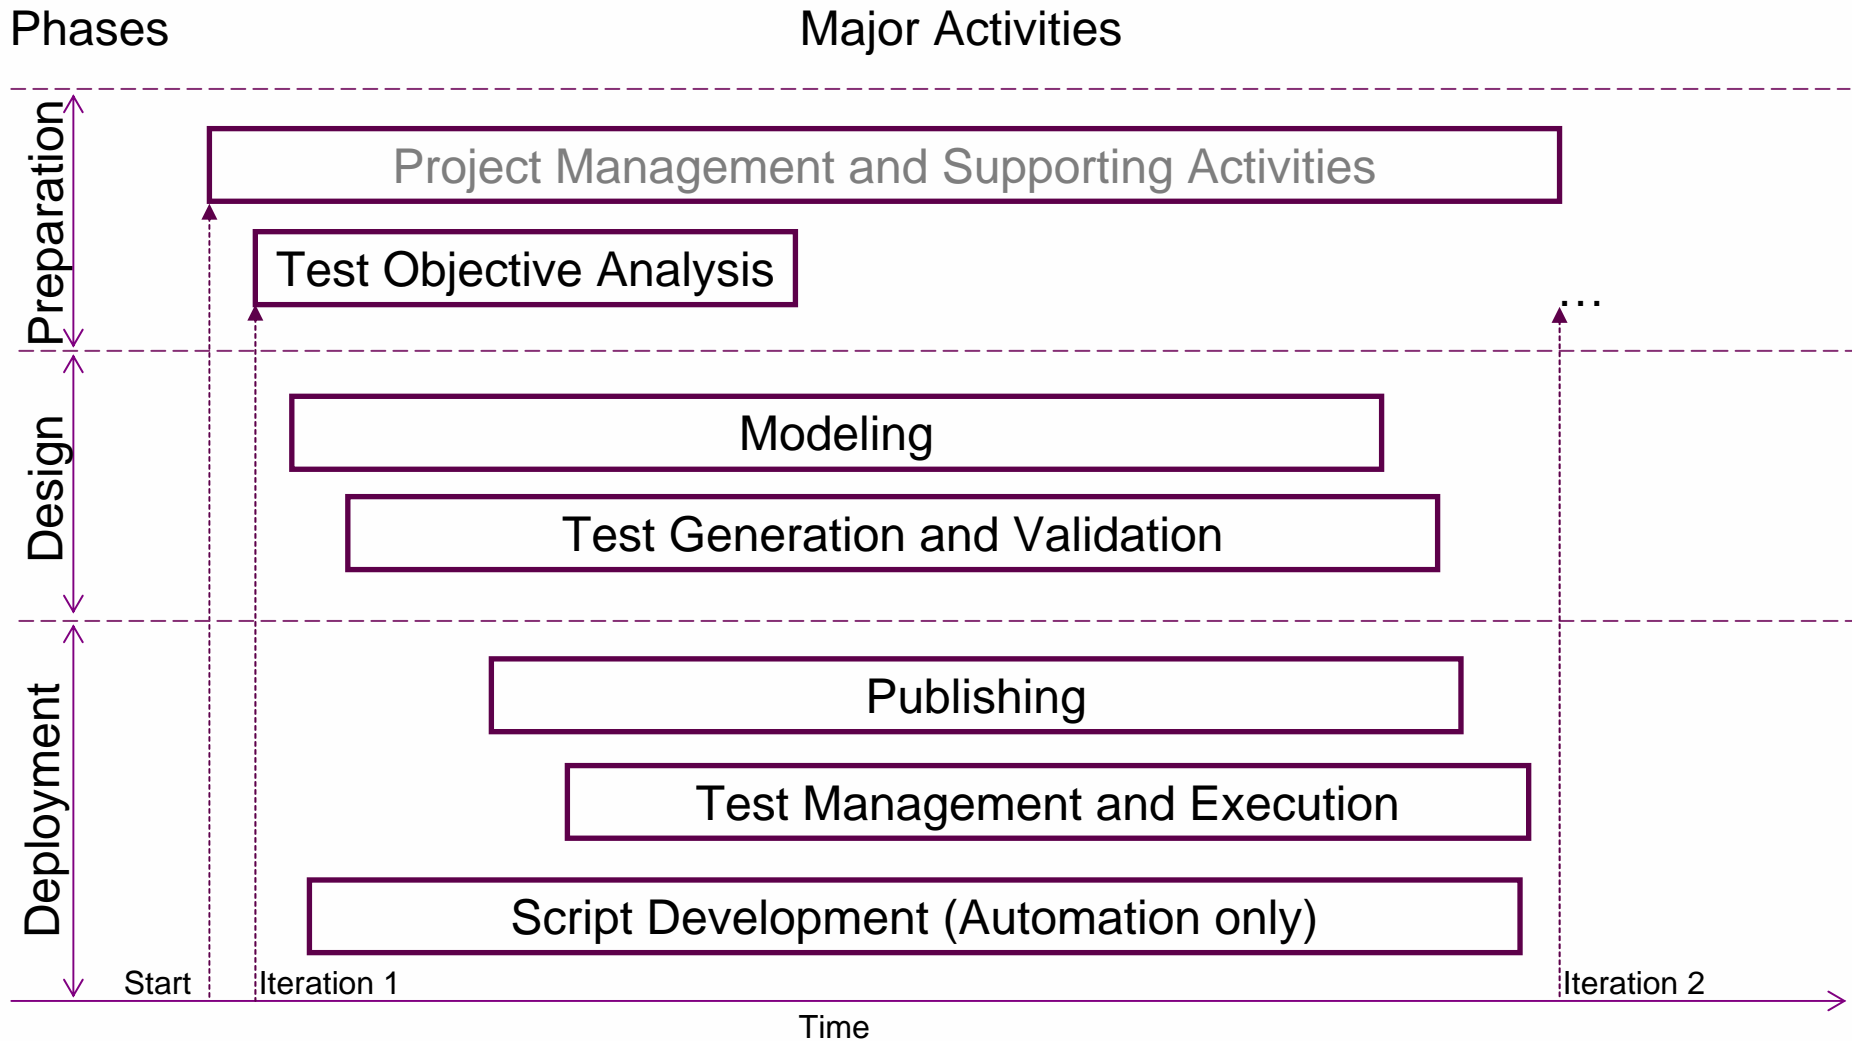 Phases
Major Activities
Preparation
Project Management and Supporting Activities
Test Objective Analysis
...
Design
Modeling
Test Generation and Validation
Deployment
Publishing
Test Management and Execution
Script Development (Automation only)
Start
Iteration 1
Iteration 2
Time